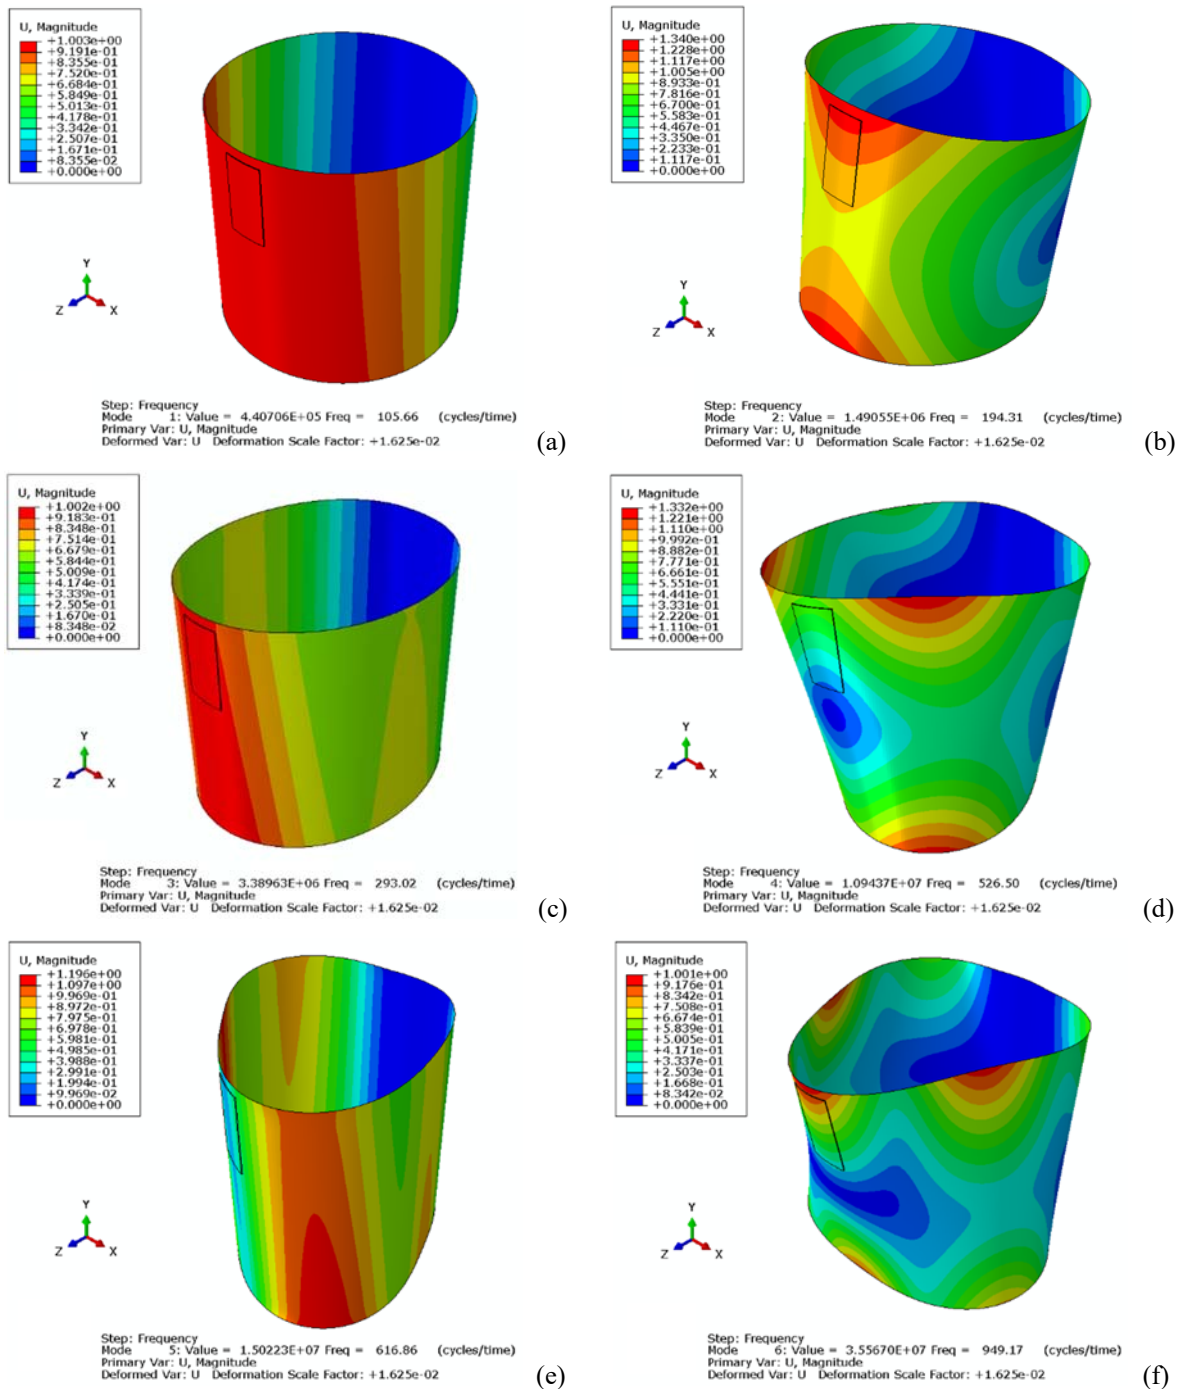 U, Magnitude
+1.003e+00
+9.191e-01
+8.355e-01
+7.520e-01
+6.684e-01
+5.849e-01
+5.013e-01
+4.178e-01
+3.342e-01
+2.507e-01
+1.671e-01
+8.355e-02
+0.000e+00
Y
Z
X
Step: Frequency
Mode 1: Value = 4.40706E+05 Freq = 105.66 (cycles/time)
Primary Var: U, Magnitude
Deformed Var: U Deformation Scale Factor: +1.625e-02
(a)
U, Magnitude
+1.340e+00
+1.228e+00
+1.117e+00
+1.005e+00
+8.933e-01
+7.816e-01
+6.700e-01
+5.583e-01
+4.467e-01
+3.350e-01
+2.233e-01
+1.117e-01
+0.000e+00
Y
Z
X
Step: Frequency
Mode 2: Value = 1.49055E+06 Freq = 194.31 (cycles/time)
Primary Var: U, Magnitude
Deformed Var: U Deformation Scale Factor: +1.625e-02
(b)
U, Magnitude
+1.002e+00
+9.183e-01
+8.348e-01
+7.514e-01
+6.679e-01
+5.844e-01
+5.009e-01
+4.174e-01
+3.339e-01
+2.505e-01
+1.670e-01
+8.348e-02
+0.000e+00
Y
Z
X
Step: Frequency
Mode 3: Value = 3.38963E+06 Freq = 293.02 (cycles/time)
Primary Var: U, Magnitude
Deformed Var: U Deformation Scale Factor: +1.625e-02
(c)
U, Magnitude
+1.332e+00
+1.221e+00
+1.110e+00
+9.992e-01
+8.882e-01
+7.771e-01
+6.661e-01
+5.551e-01
+4.441e-01
+3.331e-01
+2.220e-01
+1.110e-01
+0.000e+00
Y
Z
X
Step: Frequency
Mode 4: Value = 1.09437E+07 Freq = 526.50 (cycles/time)
Primary Var: U, Magnitude
Deformed Var: U Deformation Scale Factor: +1.625e-02
(d)
U, Magnitude
+1.196e+00
+1.097e+00
+9.969e-01
+8.972e-01
+7.975e-01
+6.978e-01
+5.981e-01
+4.985e-01
+3.988e-01
+2.991e-01
+1.994e-01
+9.969e-02
+0.000e+00
Y
Z
X
Step: Frequency
Mode 5: Value = 1.50223E+07 Freq = 616.86 (cycles/time)
Primary Var: U, Magnitude
Deformed Var: U Deformation Scale Factor: +1.625e-02
(e)
U, Magnitude
+1.001e+00
+9.176e-01
+8.342e-01
+7.508e-01
+6.674e-01
+5.839e-01
+5.005e-01
+4.171e-01
+3.337e-01
+2.503e-01
+1.668e-01
+8.342e-02
+0.000e+00
Y
Z
X
Step: Frequency
Mode 6: Value = 3.55670E+07 Freq = 949.17 (cycles/time)
Primary Var: U, Magnitude
Deformed Var: U Deformation Scale Factor: +1.625e-02
(f)